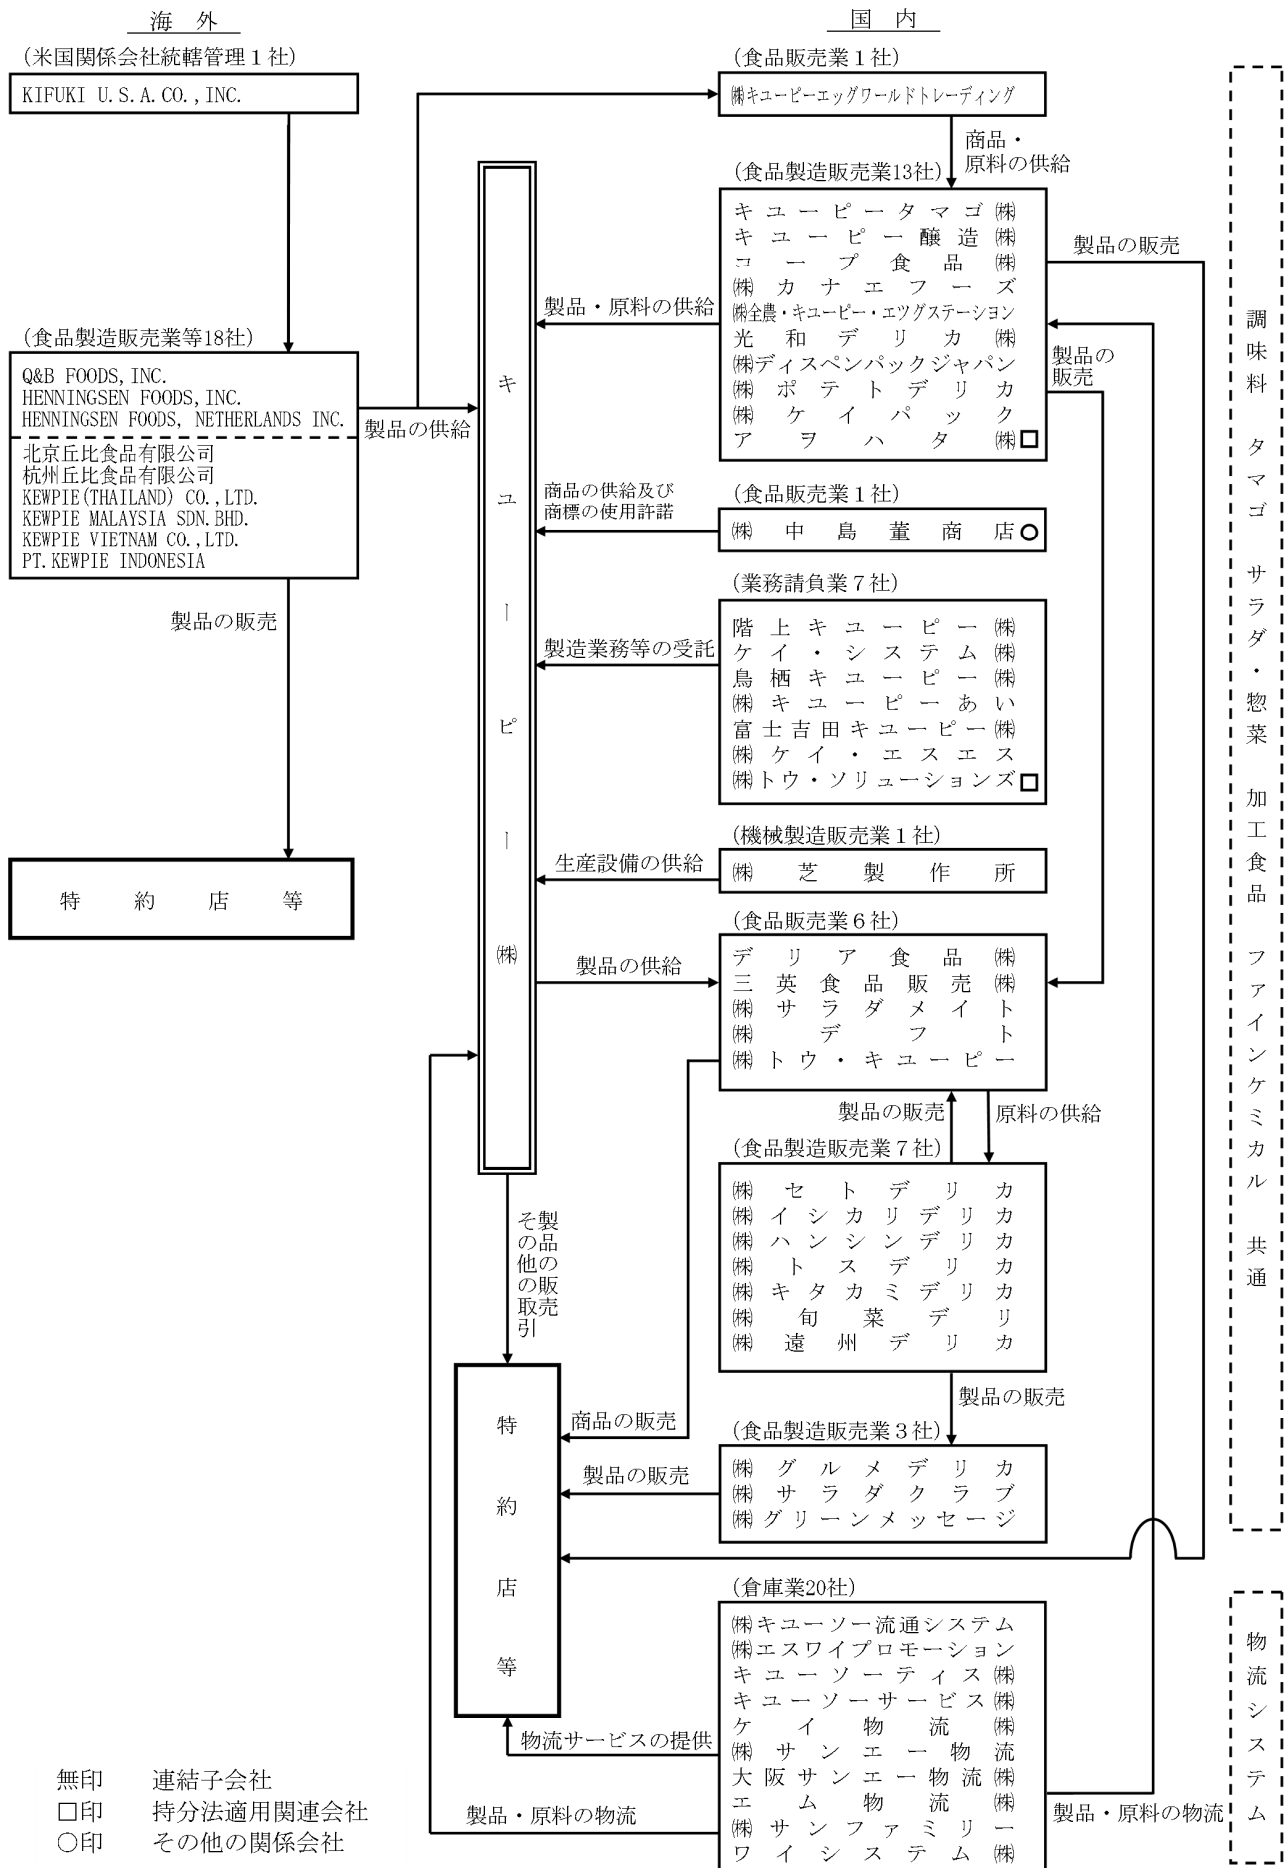 海外
国内
(米国関係会社統轄管理1社)
KIFUKI U.S.A.CO.,INC.
(食品販売業1社)
㈱キユーピーエッグワールドトレーディング
商品・
原料の供給
(食品製造販売業13社)
キユーピータマゴ㈱
キユーピー醸造㈱
コープ食品㈱
㈱カナエフーズ
㈱全農・キユーピー・エツグステーション
光和デリカ㈱
㈱ディスペンパックジャパン
㈱ポテトデリカ
㈱ケイパック
アヲハタ㈱□
製品の販売
製品の
販売
製品・原料の供給
(食品製造販売業等18社)
Q&B FOODS,INC.
HENNINGSEN FOODS,INC.
HENNINGSEN FOODS, NETHERLANDS INC.
北京丘比食品有限公司
杭州丘比食品有限公司
KEWPIE(THAILAND) CO.,LTD.
KEWPIE MALAYSIA SDN.BHD.
KEWPIE VIETNAM CO.,LTD.
PT.KEWPIE INDONESIA
製品の供給
製品の販売
特約店等
キユーピー㈱
商品の供給及び
商標の使用許諾
(食品販売業1社)
㈱中島董商店○
(業務請負業7社)
階上キユーピー㈱
ケイ・システム㈱
鳥栖キユーピー㈱
㈱キユーピーあい
富士吉田キユーピー㈱
㈱ケイ・エスエス
㈱トウ・ソリューションズ□
製造業務等の受託
(機械製造販売業1社)
㈱芝製作所
生産設備の供給
(食品販売業6社)
デリア食品㈱
三英食品販売㈱
㈱サラダメイト
㈱デフト
㈱トウ・キユーピー
製品の供給
製品の販売
原料の供給
(食品製造販売業7社)
㈱セトデリカ
㈱イシカリデリカ
㈱ハンシンデリカ
㈱トスデリカ
㈱キタカミデリカ
㈱旬菜デリ
㈱遠州デリカ
製品の販売
その他の取引
製品の販売
(食品製造販売業3社)
㈱グルメデリカ
㈱サラダクラブ
㈱グリーンメッセージ
商品の販売
製品の販売
特約店等
(倉庫業20社)
㈱キユーソー流通システム
㈱エスワイプロモーション
キユーソーティス㈱
キユーソーサービス㈱
ケイ物流㈱
㈱サンエー物流
大阪サンエー物流㈱
エム物流㈱
㈱サンファミリー
ワイシステム㈱
物流サービスの提供
製品・原料の物流
製品・原料の物流
調味料 タマゴ サラダ・惣菜 加工食品 ファインケミカル 共通
物流システム
無印 連結子会社
□印 持分法適用関連会社
○印 その他の関係会社